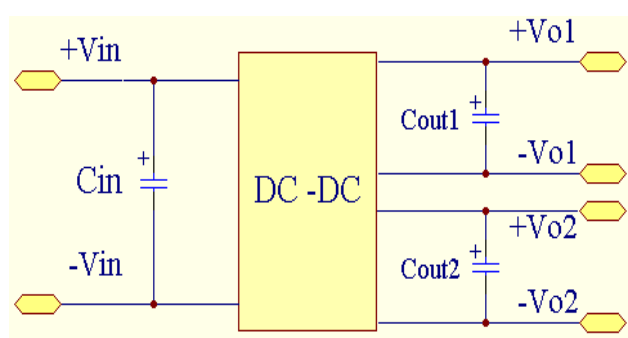 +Vin
+
Cin
-Vin
DC -DC
+Vo1
+
Cout1
-Vo1
+Vo2
+
Cout2
-Vo2